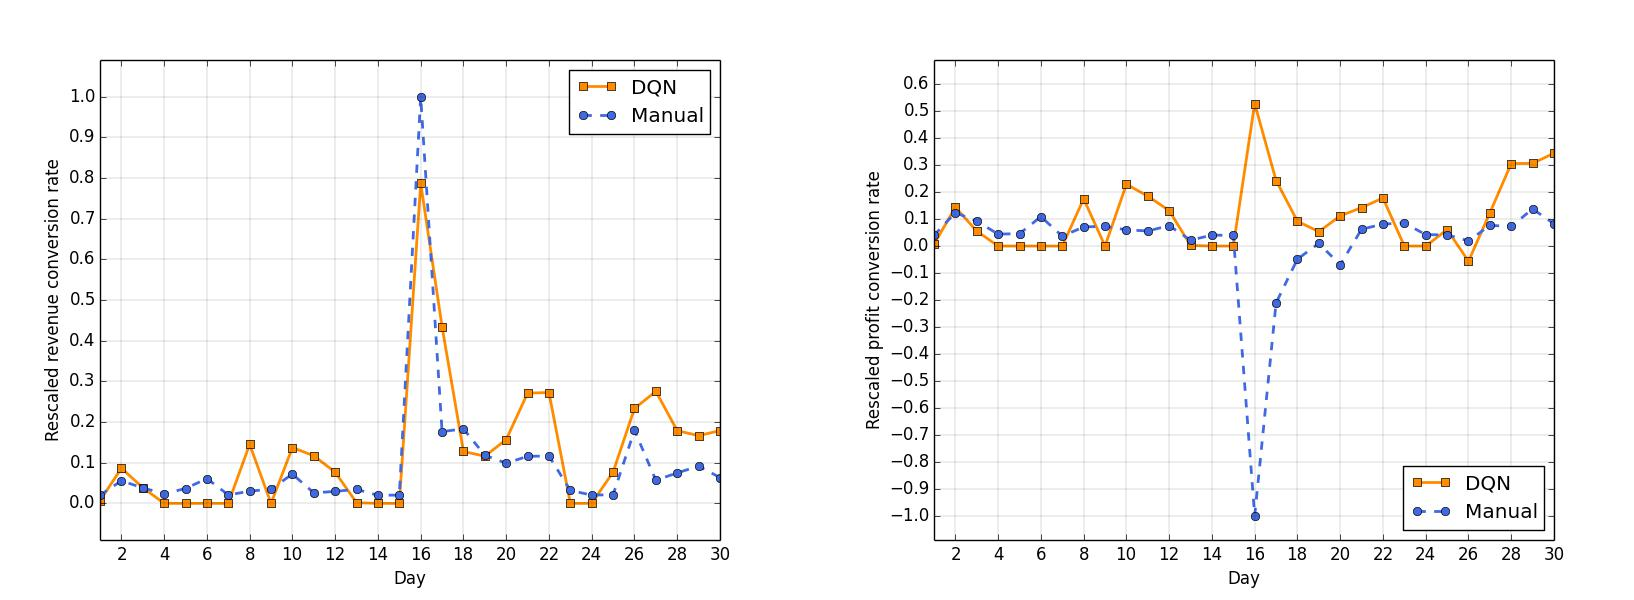 Rescaled revenue conversion rate
1.0
0.9
0.8
0.7
0.6
0.5
0.4
0.3
0.2
0.1
0.0
2 4 6 8 10 12 14 16 18 20 22 24 26 28 30
Day
DQN
Manual
Rescaled profit conversion rate
0.6
0.5
0.4
0.3
0.2
0.1
0.0
−0.1
−0.2
−0.3
−0.4
−0.5
−0.6
−0.7
−0.8
−0.9
−1.0
2 4 6 8 10 12 14 16 18 20 22 24 26 28 30
Day
DQN
Manual